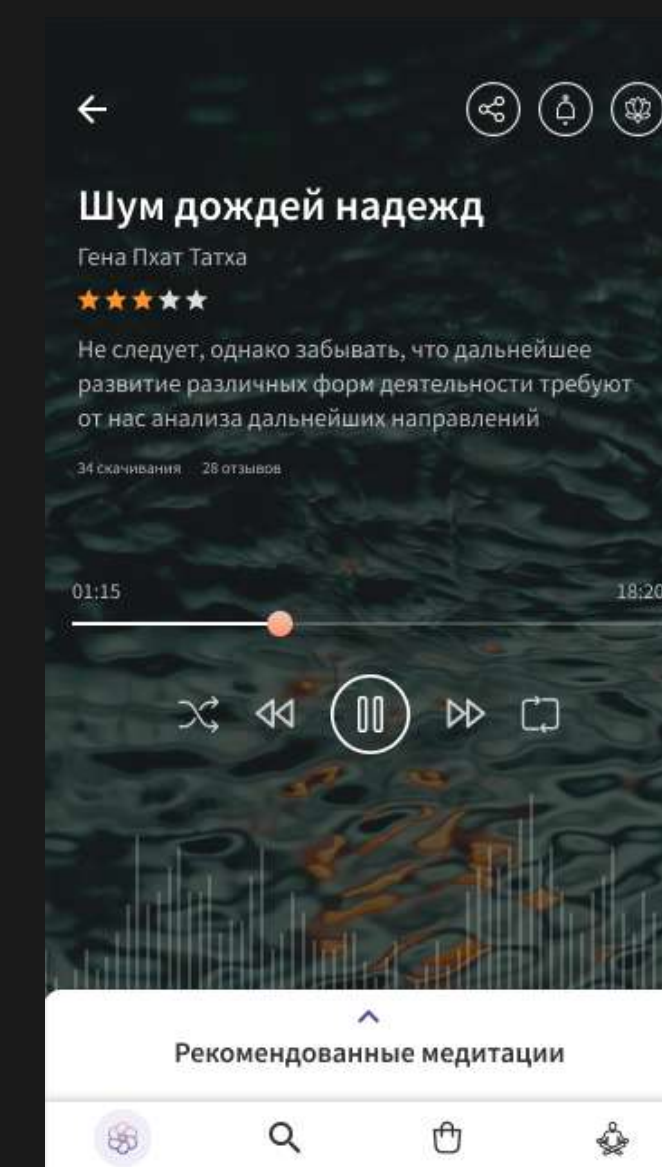 Шум дождей надежд
Гена Пхат Татха
Не следует, однако забывать, что дальнейшее
развитие различных форм деятельности требуют
от нас анализа дальнейших направлений
34 скачивания 28 отзывов
01:15 18:20
Рекомендованные медитации